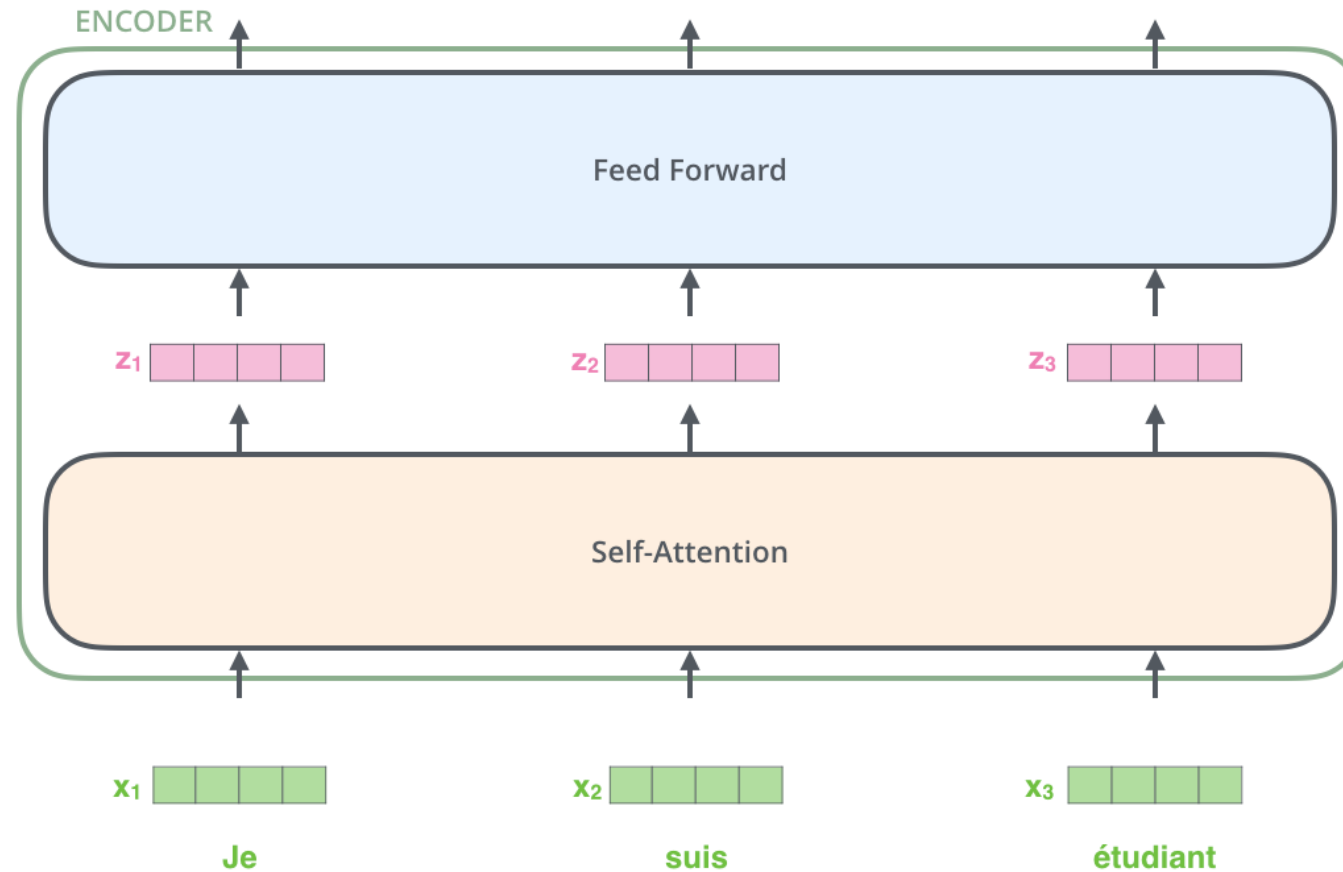 ENCODER
Feed Forward
z₁ z₂ z₃
Self-Attention
x₁ x₂ x₃
Je suis étudiant